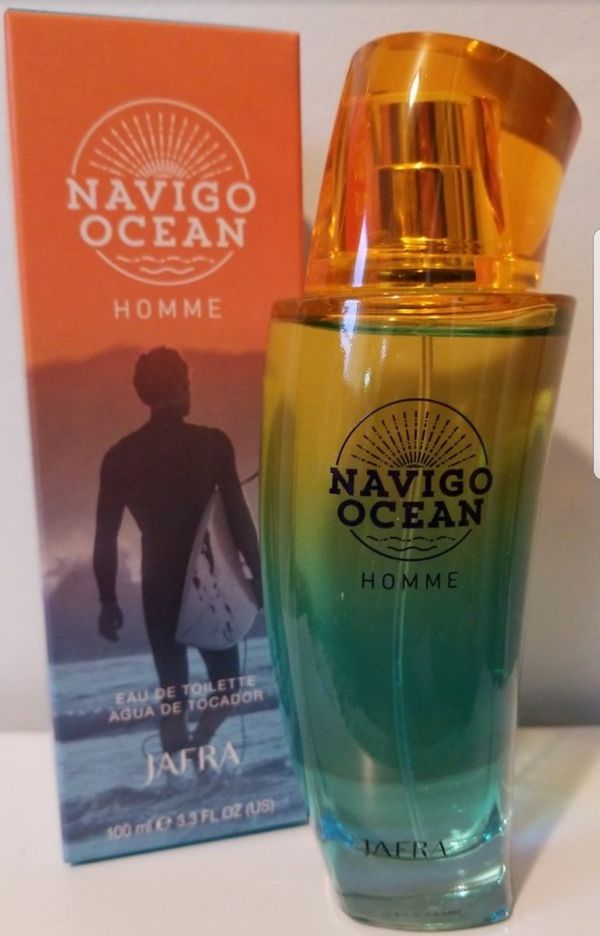 NAVIGO
OCEAN
HOMME
EAU DE TOILETTE
AGUA DE TOCADOR
JAFRA
100 ml e 3.3 FL OZ (US)
NAVIGO
OCEAN
HOMME
JAFRA